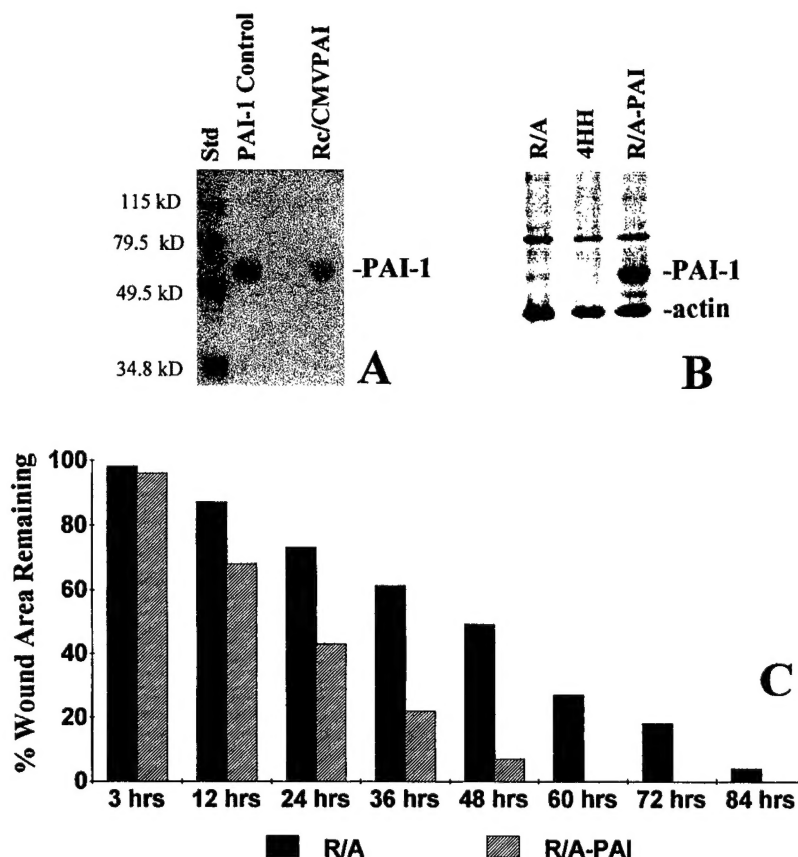 Std
PAI-1 Control
Rc/CMVPAI
115 kD
79.5 kD
-PAI-1
49.5 kD
34.8 kD
A
R/A
4HH
R/A-PAI
-PAI-1
-actin
B
% Wound Area Remaining
100
80
60
40
20
0
C
3 hrs 12 hrs 24 hrs 36 hrs 48 hrs 60 hrs 72 hrs 84 hrs
R/A R/A-PAI